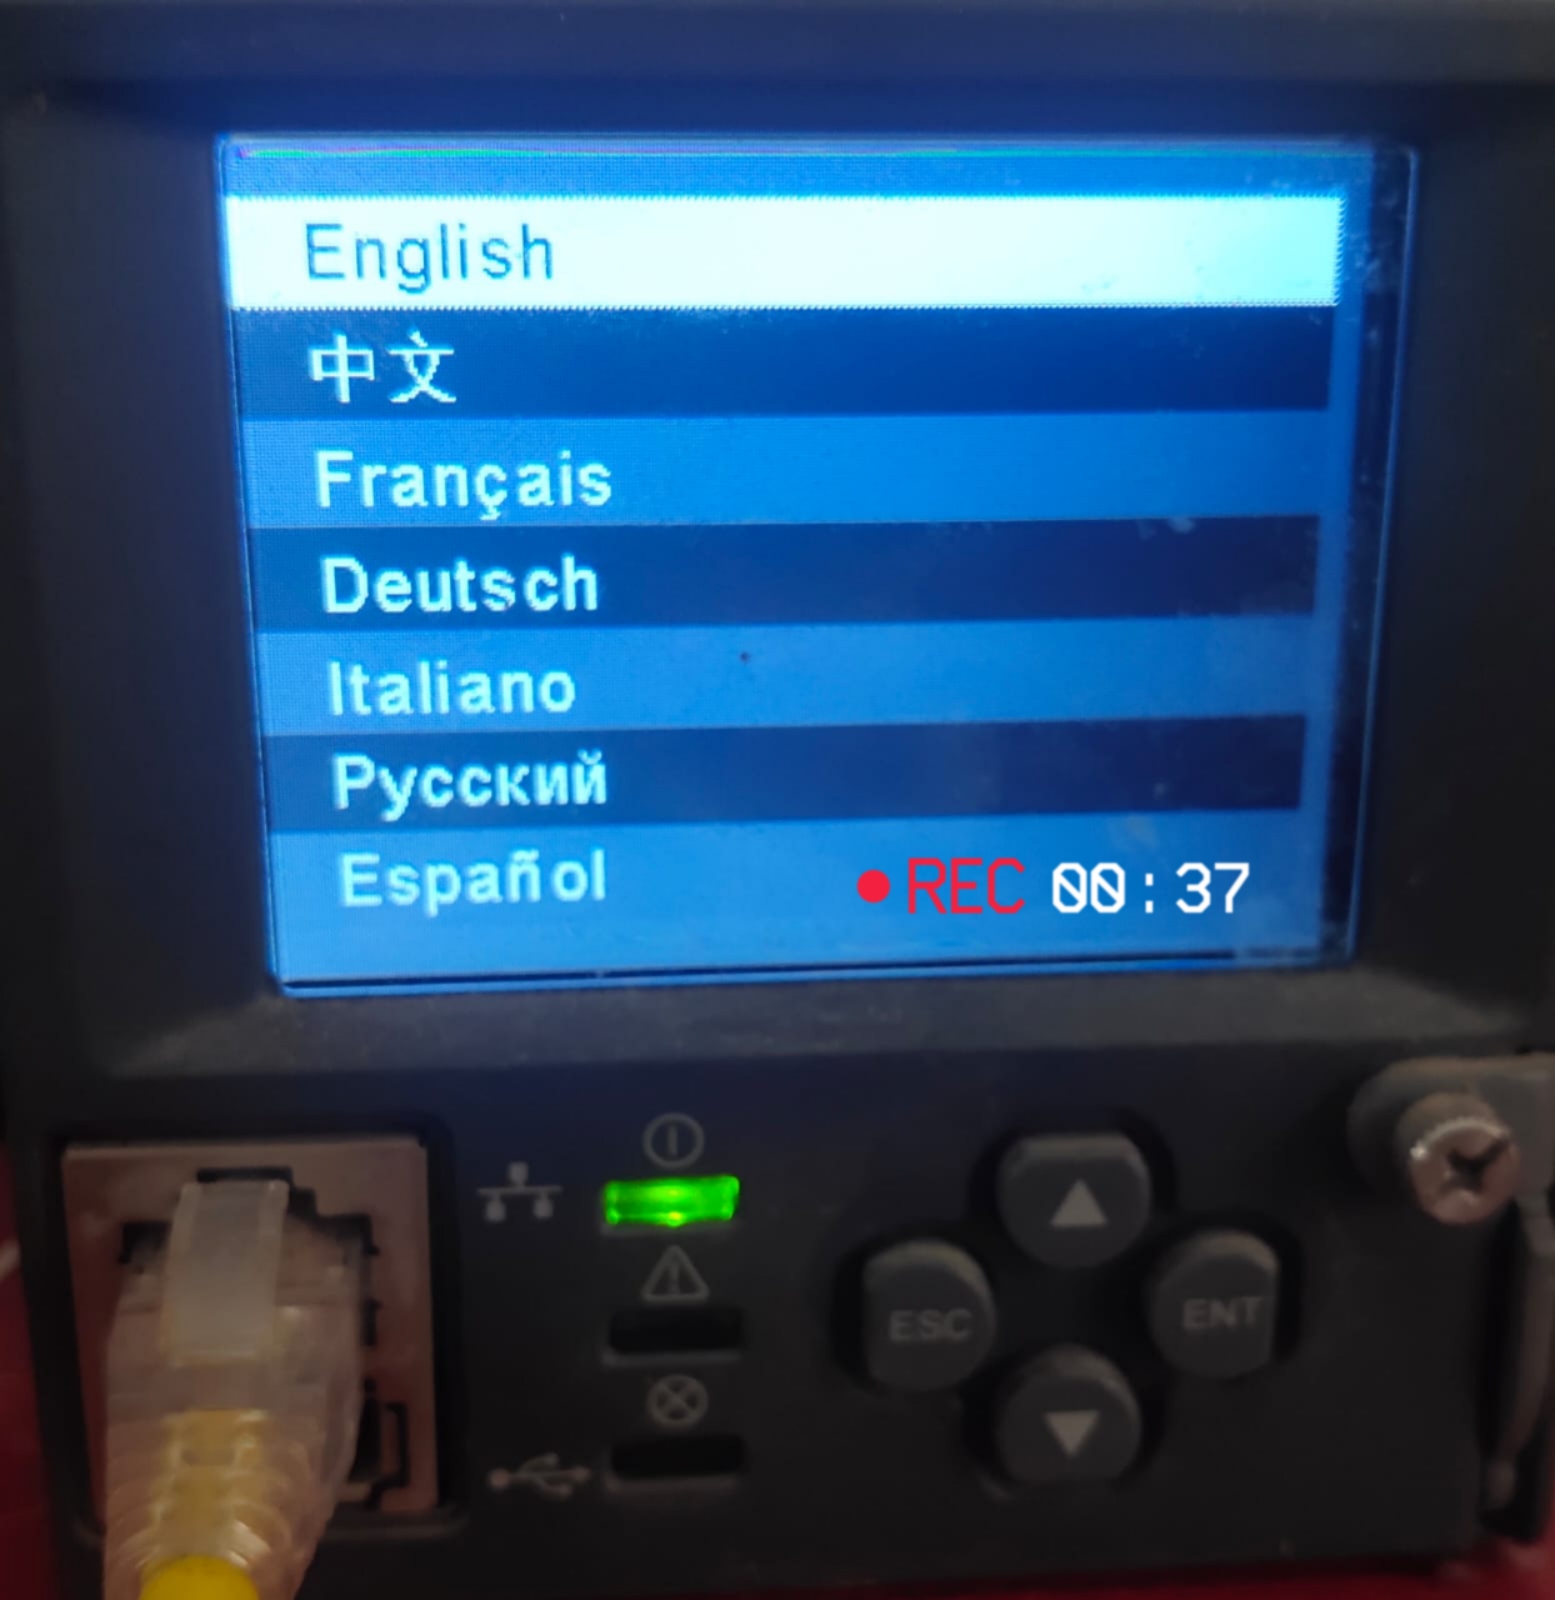 English
中文
Français
Deutsch
Italiano
Русский
Español
REC 00:37
ESC
ENT